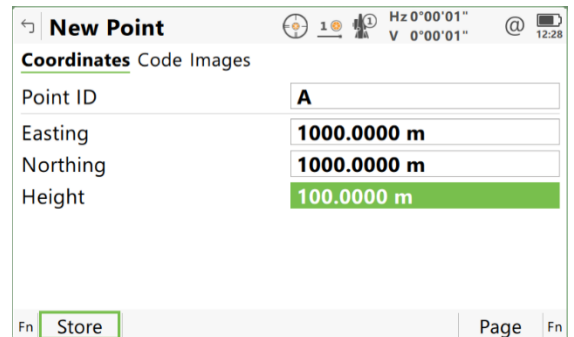 New Point 1 1 Hz 0°00'01" @
V 0°00'01" 12:28
Coordinates Code Images
Point ID A
Easting 1000.0000 m
Northing 1000.0000 m
Height 100.0000 m
Fn Store Page Fn